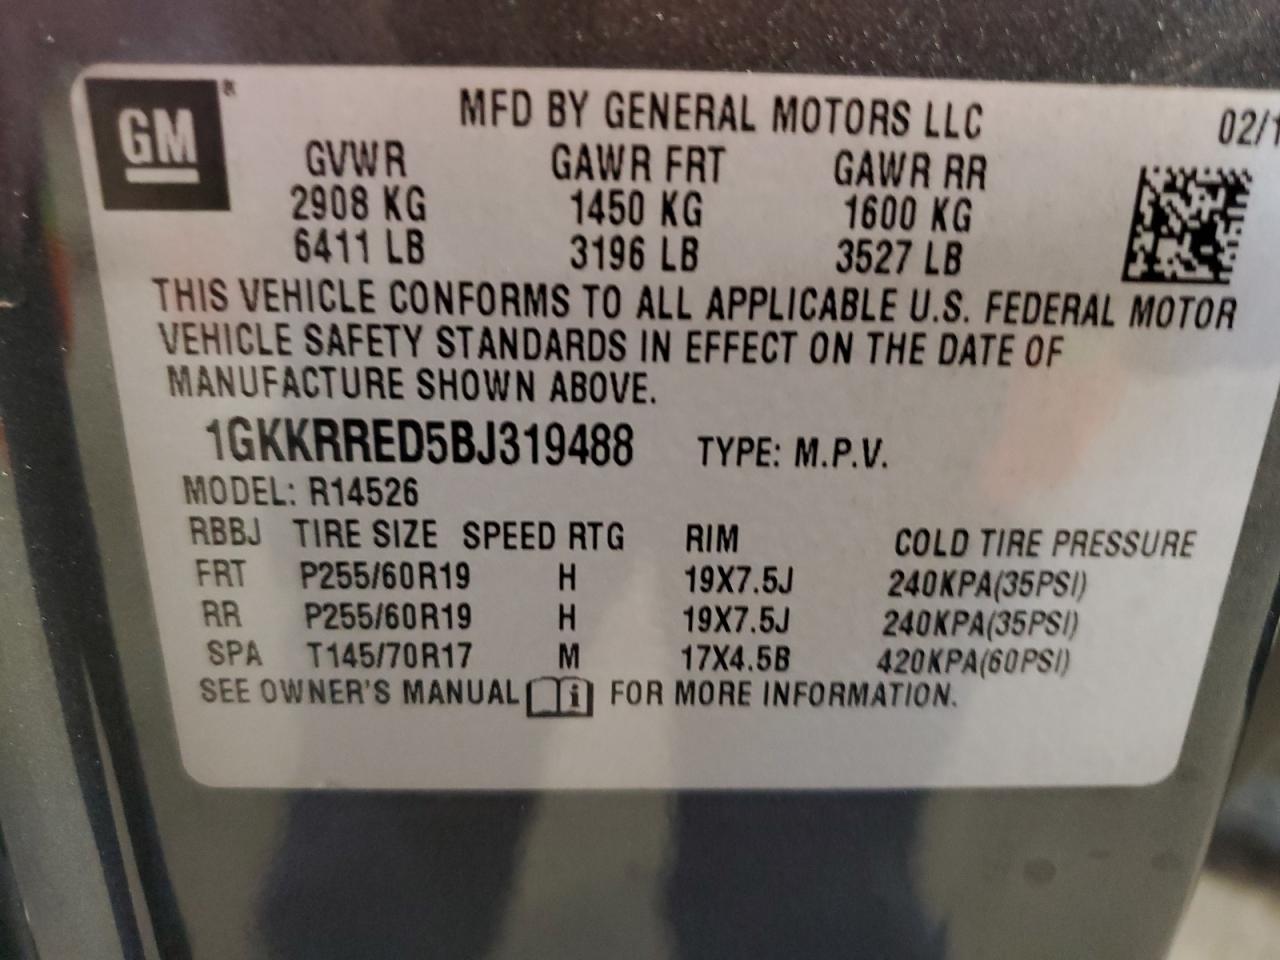 GM®
MFD BY GENERAL MOTORS LLC 02/1
GVWR GAWR FRT GAWR RR
2908 KG 1450 KG 1600 KG
6411 LB 3196 LB 3527 LB
THIS VEHICLE CONFORMS TO ALL APPLICABLE U.S. FEDERAL MOTOR
VEHICLE SAFETY STANDARDS IN EFFECT ON THE DATE OF
MANUFACTURE SHOWN ABOVE.
1GKKRRED5BJ319488 TYPE: M.P.V.
MODEL: R14526
RBBJ TIRE SIZE SPEED RTG RIM COLD TIRE PRESSURE
FRT P255/60R19 H 19X7.5J 240KPA(35PSI)
RR P255/60R19 H 19X7.5J 240KPA(35PSI)
SPA T145/70R17 M 17X4.5B 420KPA(60PSI)
SEE OWNER'S MANUAL i FOR MORE INFORMATION.